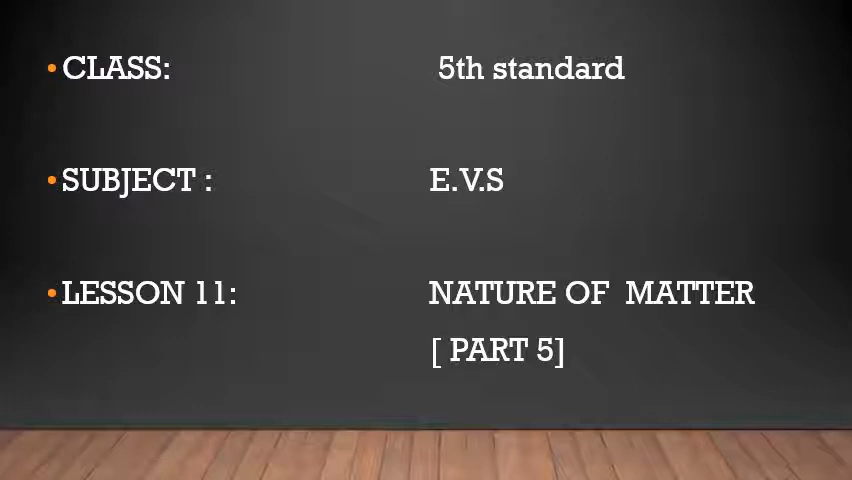 • CLASS: 5th standard
• SUBJECT : E.V.S
• LESSON 11: NATURE OF MATTER
[ PART 5]